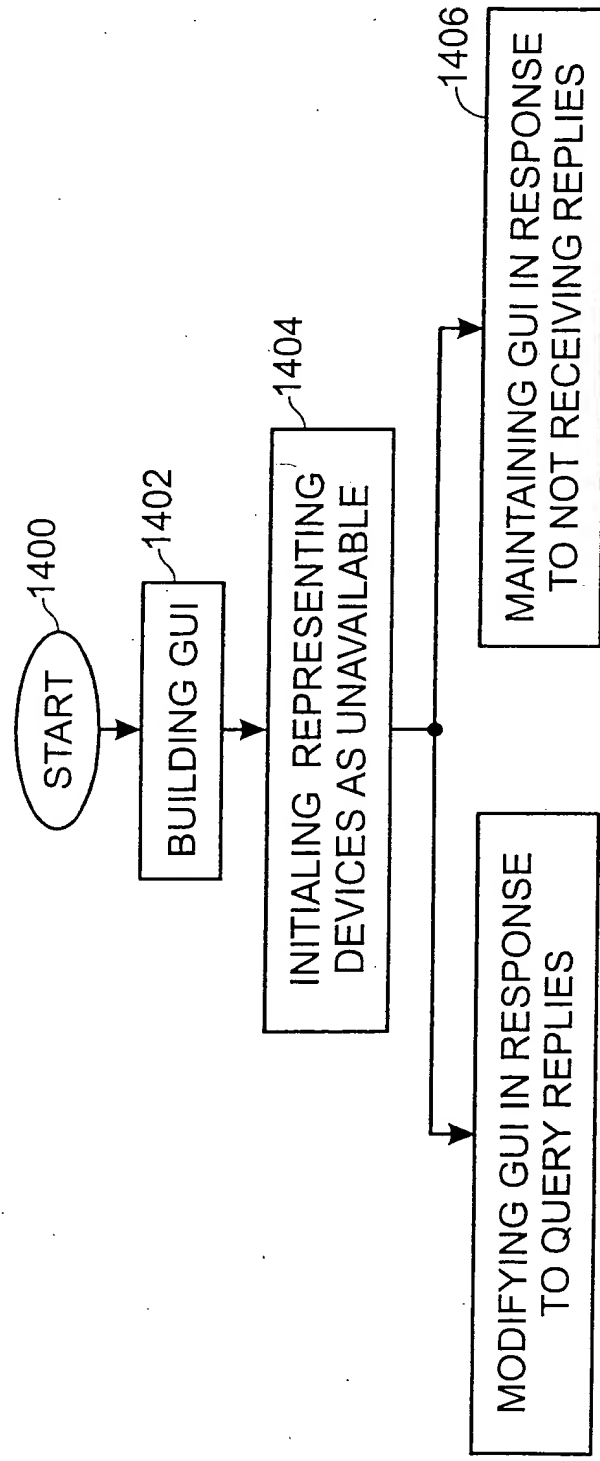 START
1400
BUILDING GUI
1402
INITIALING REPRESENTING
DEVICES AS UNAVAILABLE
1404
MODIFYING GUI IN RESPONSE
TO QUERY REPLIES
MAINTAINING GUI IN RESPONSE
TO NOT RECEIVING REPLIES
1406